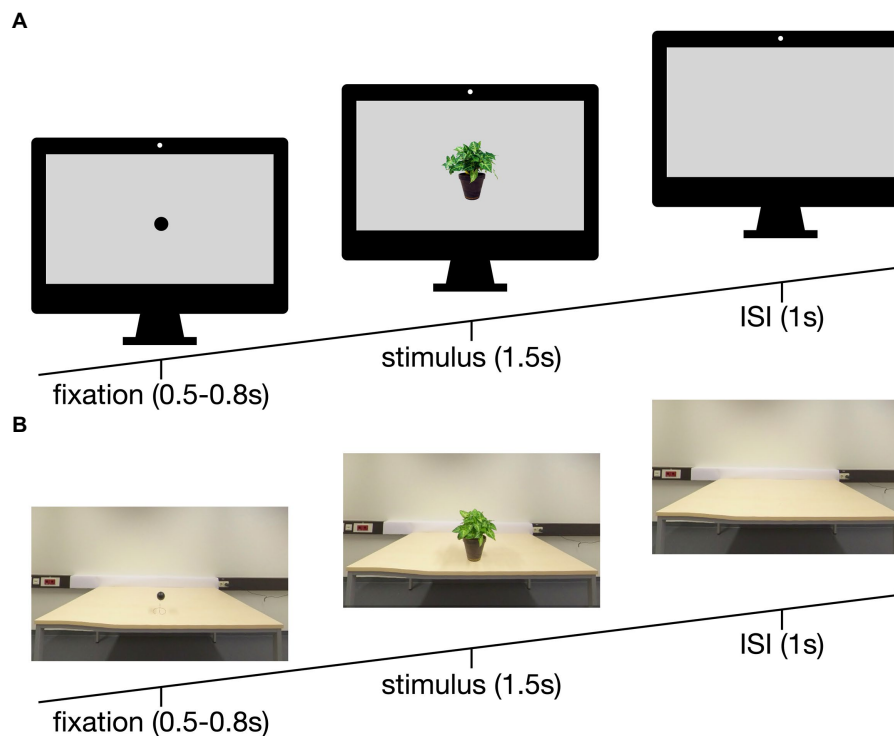 A
fixation (0.5-0.8s)
stimulus (1.5s)
ISI (1s)
B
fixation (0.5-0.8s)
stimulus (1.5s)
ISI (1s)